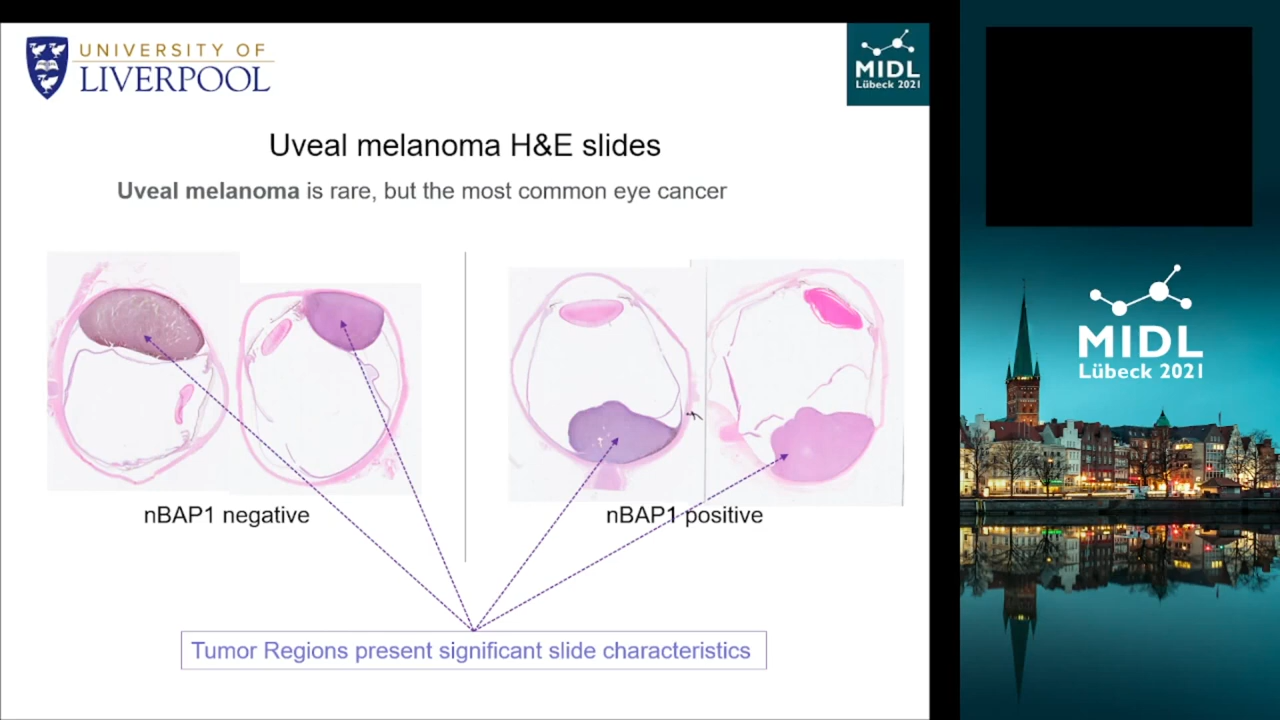 UNIVERSITY OF
LIVERPOOL
MIDL
Lübeck 2021
Uveal melanoma H&E slides
Uveal melanoma is rare, but the most common eye cancer
nBAP1 negative
nBAP1 positive
Tumor Regions present significant slide characteristics
MIDL
Lübeck 2021